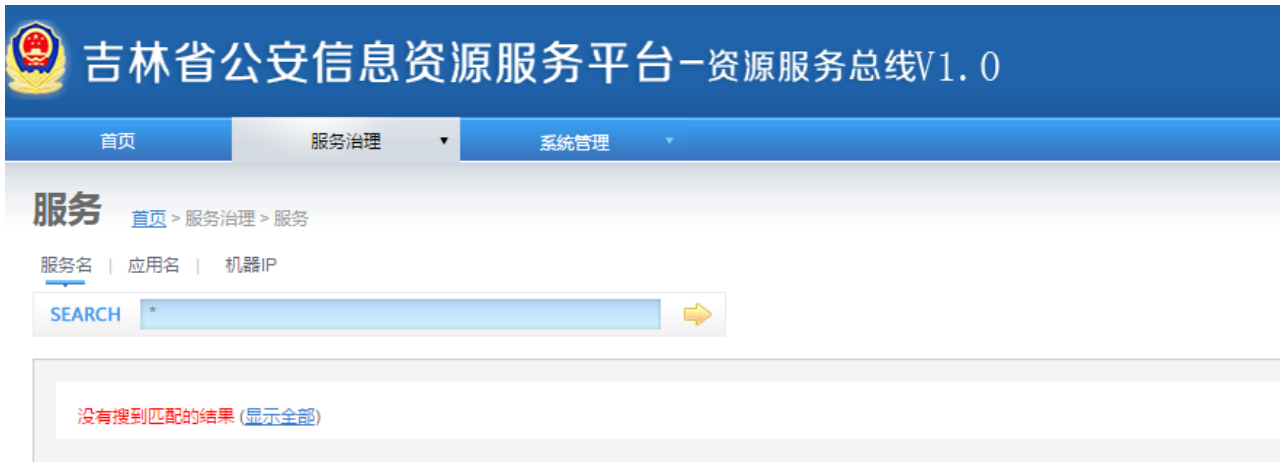 吉林省公安信息资源服务平台-资源服务总线V1.0
首页 服务治理 ▼ 系统管理 ▼
服务 首页 > 服务治理 > 服务
服务名 | 应用名 | 机器IP
SEARCH *
没有搜到匹配的结果 (显示全部)